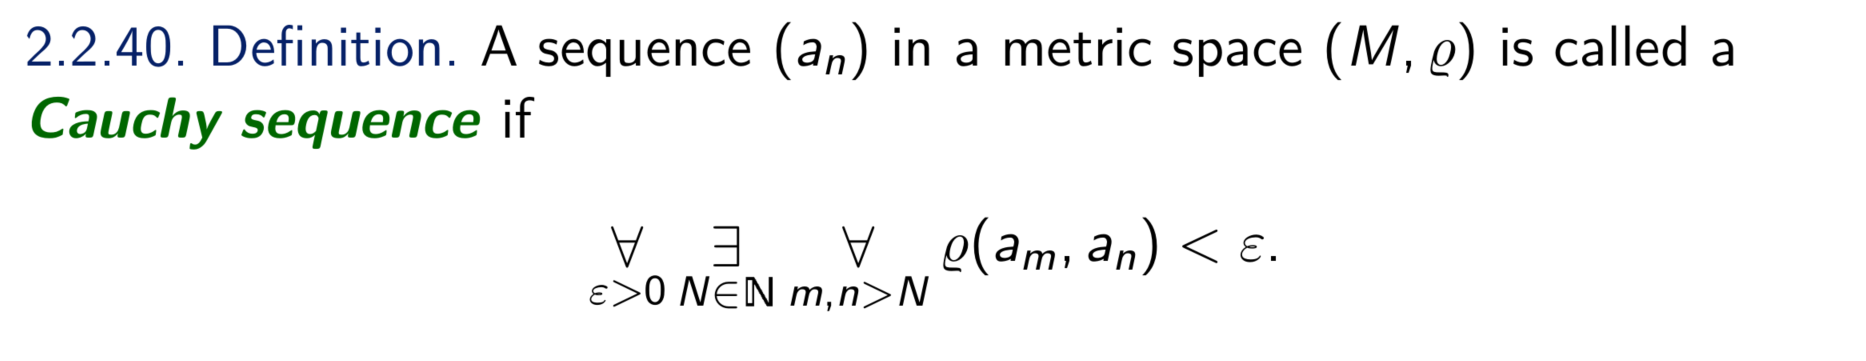 2.2.40. Definition. A sequence (aₙ) in a metric space (M, ϱ) is called a
Cauchy sequence if
∀ ∃ ∀ ϱ(aₘ, aₙ) < ε.
ε>0 N∈ℕ m,n>N